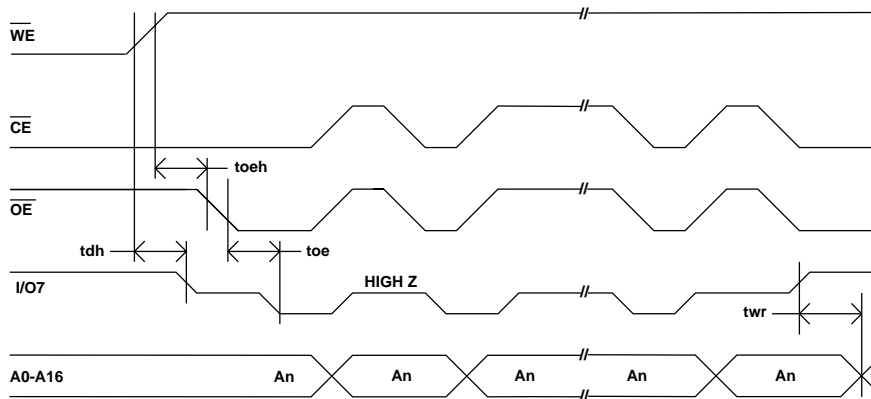 WE
CE
toeh
OE
tdh
toe
I/O7
HIGH Z
twr
A0-A16
An
An
An
An
An